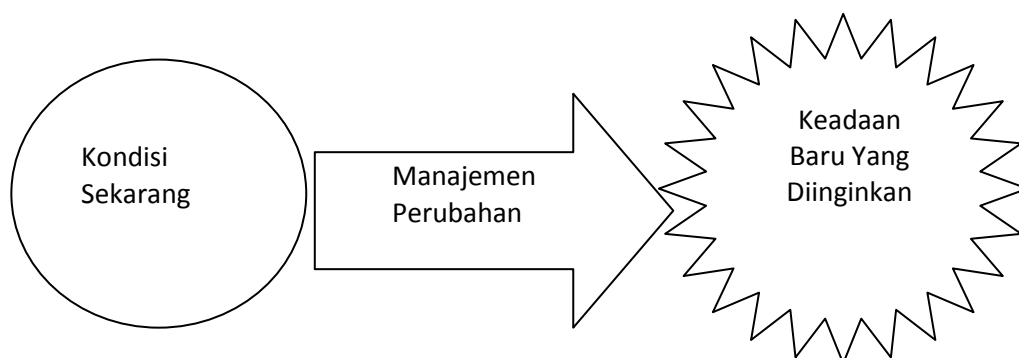 Kondisi
Sekarang
Manajemen
Perubahan
Keadaan
Baru Yang
Diinginkan